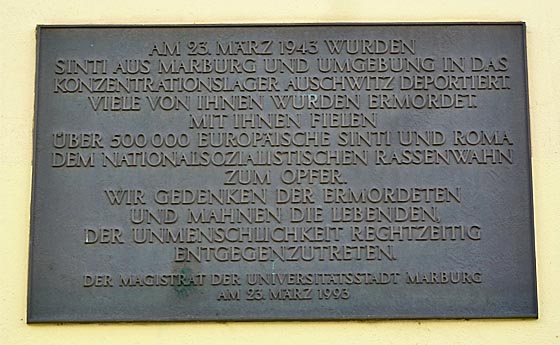 AM 23. MÄRZ 1943 WURDEN
SINTI AUS MARBURG UND UMGEBUNG IN DAS
KONZENTRATIONSLAGER AUSCHWITZ DEPORTIERT.
VIELE VON IHNEN WURDEN ERMORDET.
MIT IHNEN FIELEN
ÜBER 500000 EUROPÄISCHE SINTI UND ROMA
DEM NATIONALSOZIALISTISCHEN RASSENWAHN
ZUM OPFER.
WIR GEDENKEN DER ERMORDETEN
UND MAHNEN DIE LEBENDEN,
DER UNMENSCHLICHKEIT RECHTZEITIG
ENTGEGENZUTRETEN.
DER MAGISTRAT DER UNIVERSITÄTSSTADT MARBURG
AM 23. MÄRZ 1993